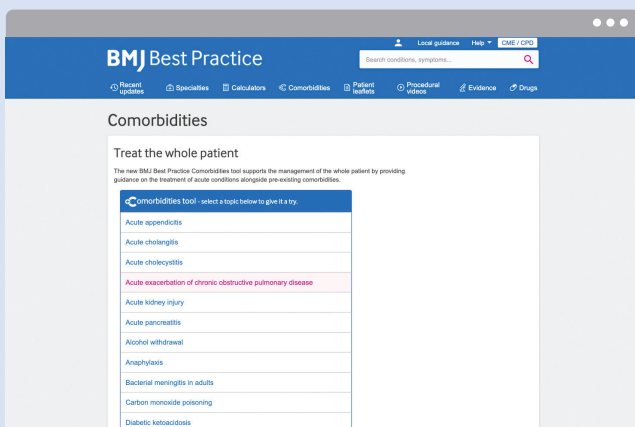 Local guidance Help CME / CPD
BMJ Best Practice
Search conditions, symptoms...
Recent updates
Specialties
Calculators
Comorbidities
Patient leaflets
Procedural videos
Evidence
Drugs
Comorbidities
Treat the whole patient
The new BMJ Best Practice Comorbidities tool supports the management of the whole patient by providing
guidance on the treatment of acute conditions alongside pre-existing comorbidities.
Comorbidities tool - select a topic below to give it a try.
Acute appendicitis
Acute cholangitis
Acute cholecystitis
Acute exacerbation of chronic obstructive pulmonary disease
Acute kidney injury
Acute pancreatitis
Alcohol withdrawal
Anaphylaxis
Bacterial meningitis in adults
Carbon monoxide poisoning
Diabetic ketoacidosis